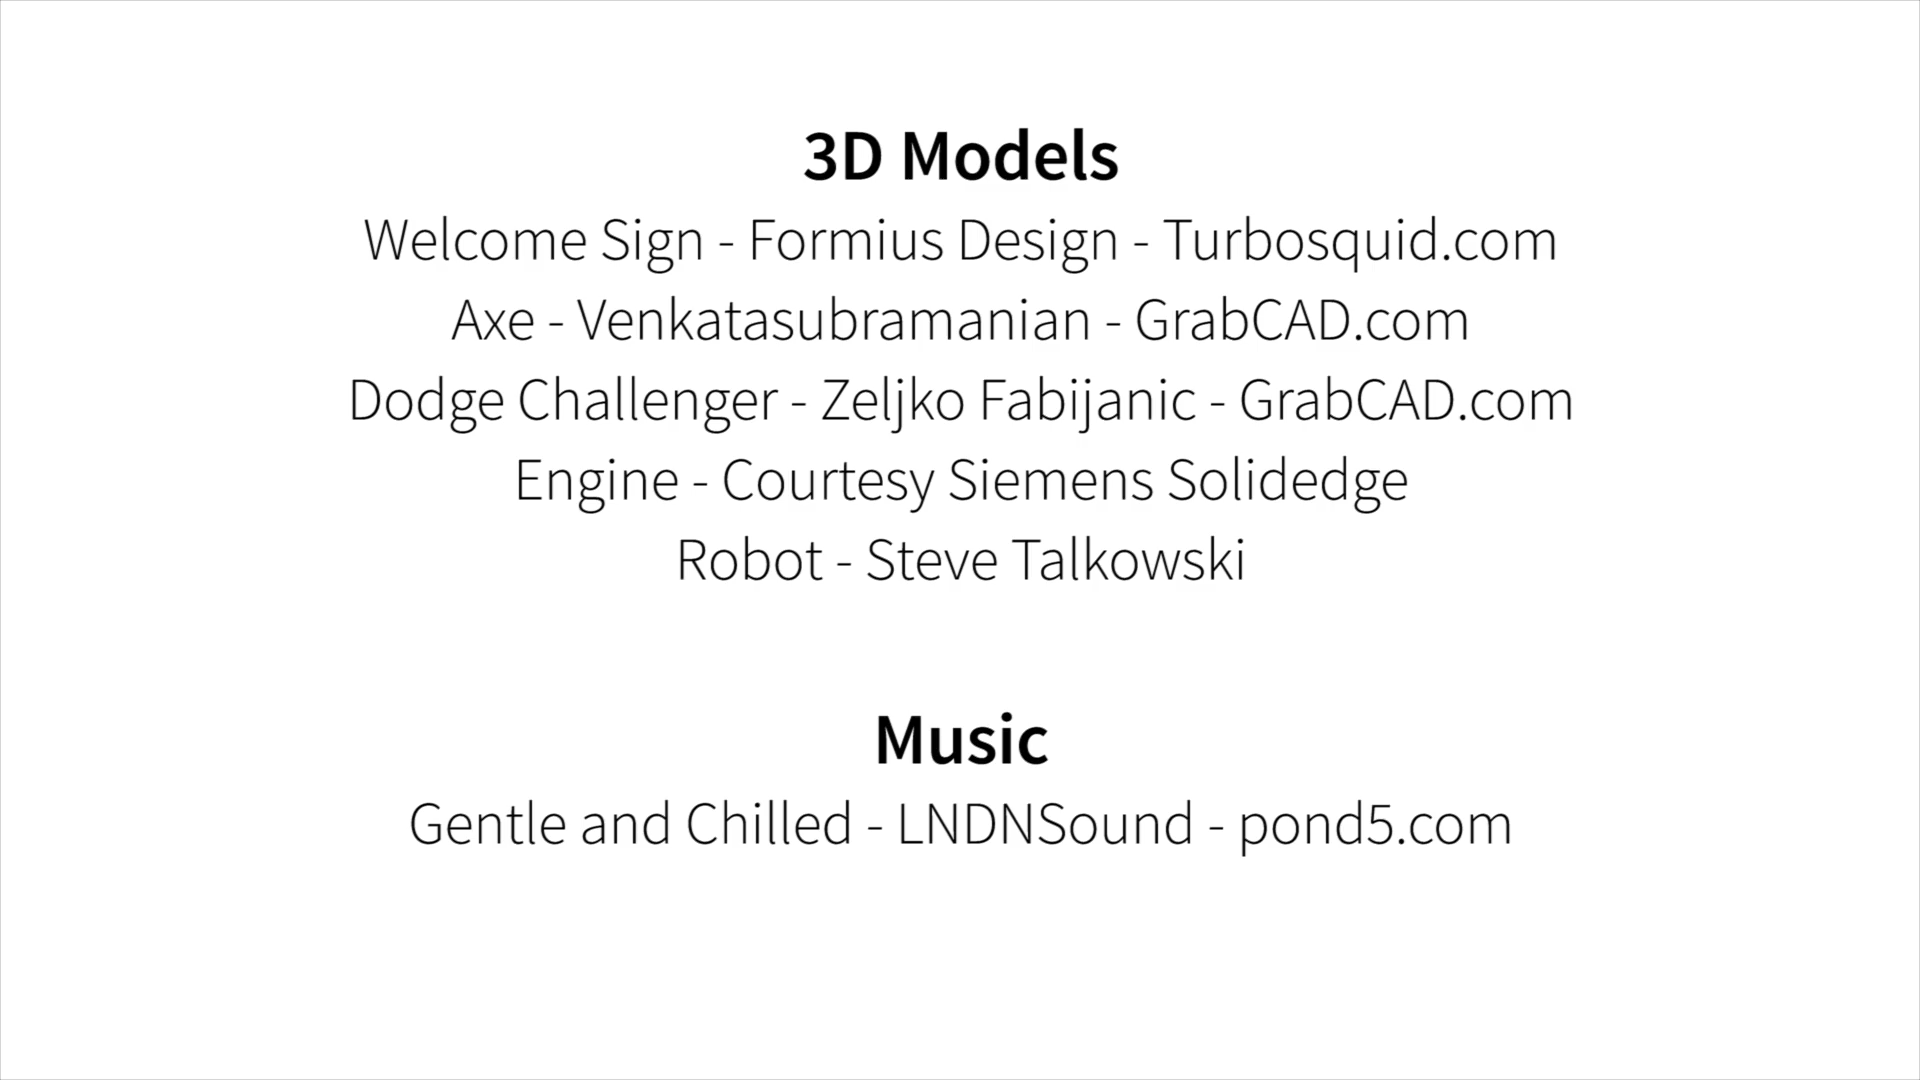 3D Models
Welcome Sign - Formius Design - Turbosquid.com
Axe - Venkatasubramanian - GrabCAD.com
Dodge Challenger - Zeljko Fabijanic - GrabCAD.com
Engine - Courtesy Siemens Solidedge
Robot - Steve Talkowski
Music
Gentle and Chilled - LNDNSound - pond5.com